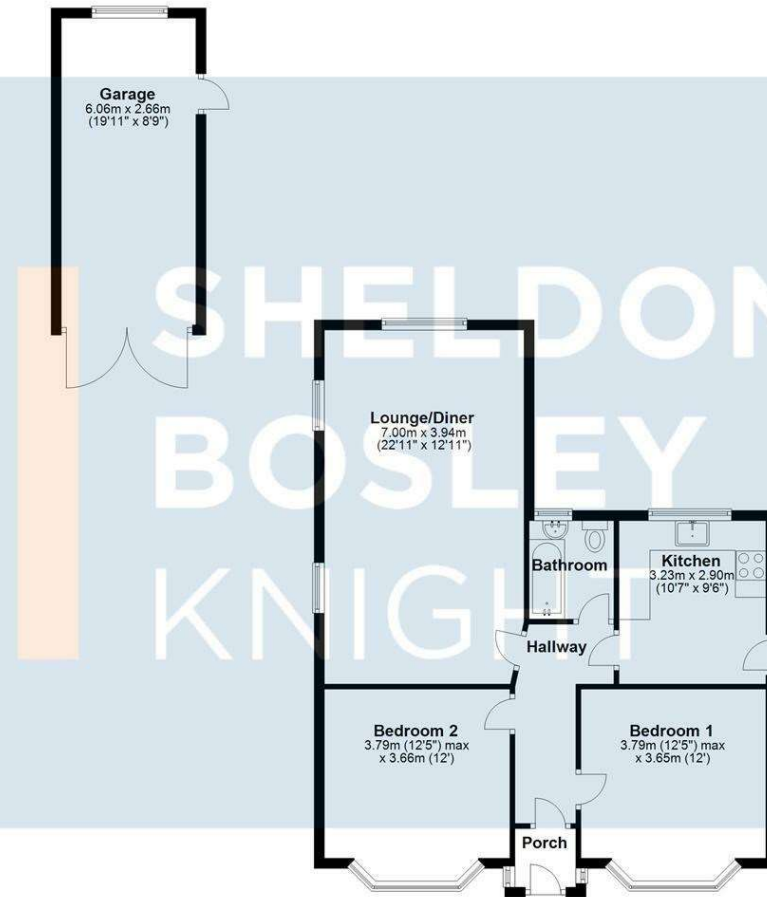 Garage
6.06m x 2.66m
(19'11" x 8'9")
SHELDON
BOSLEY
KNIGHT
Lounge/Diner
7.00m x 3.94m
(22'11" x 12'11")
Bathroom
Kitchen
3.23m x 2.90m
(10'7" x 9'6")
Hallway
Bedroom 2
3.79m (12'5") max
x 3.66m (12')
Bedroom 1
3.79m (12'5") max
x 3.65m (12')
Porch